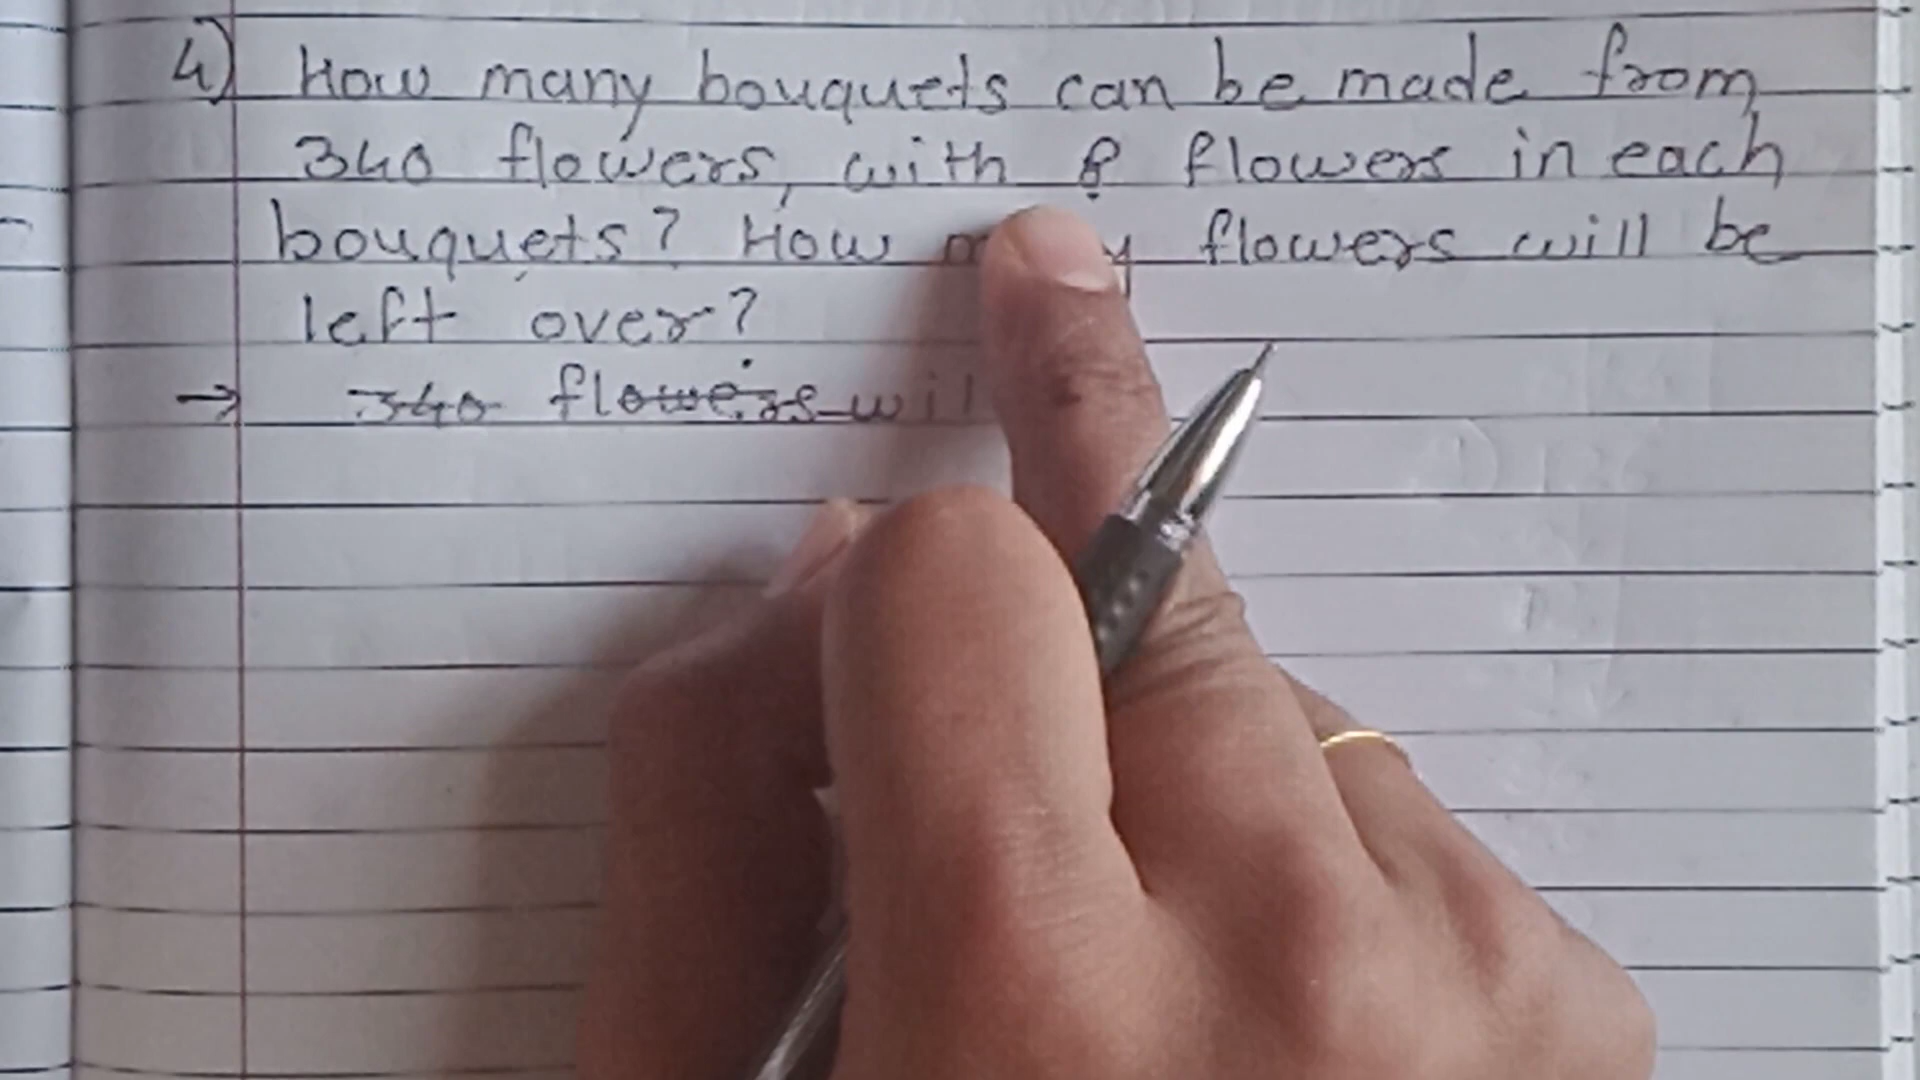 4) How many bouquets can be made from
340 flowers, with 8 flowers in each
bouquets? How flowers will be
left over?
→ 340 flowers